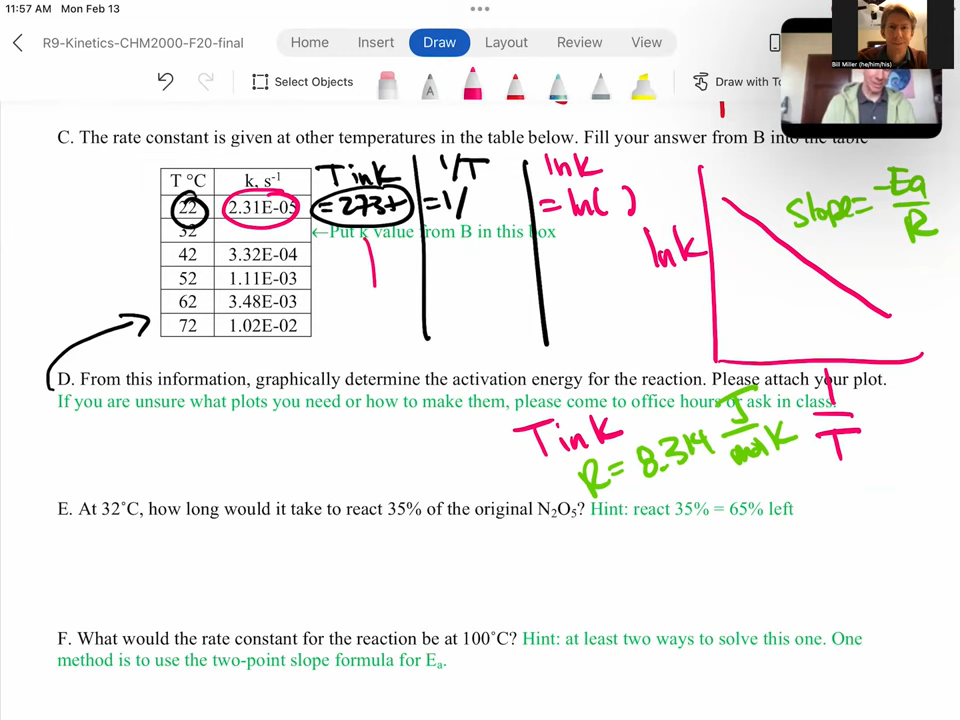 11:57 AM Mon Feb 13
R9-Kinetics-CHM2000-F20-final
Home Insert Draw Layout Review View
Select Objects
A
Draw with To
Bill Miller (he/him/his)
C. The rate constant is given at other temperatures in the table below. Fill your answer from B into the table
T °C k, s-1 T in K 1/T ln k
22 2.31E-05 = 273+ = 1/ = ln( )
32 ←Put k value from B in this box
42 3.32E-04
52 1.11E-03
62 3.48E-03
72 1.02E-02
ln k
Slope = -Ea/R
1/T
D. From this information, graphically determine the activation energy for the reaction. Please attach your plot.
If you are unsure what plots you need or how to make them, please come to office hours or ask in class.
T in K
R = 8.314 J/mol K
E. At 32˚C, how long would it take to react 35% of the original N₂O₅? Hint: react 35% = 65% left
F. What would the rate constant for the reaction be at 100˚C? Hint: at least two ways to solve this one. One
method is to use the two-point slope formula for Eₐ.